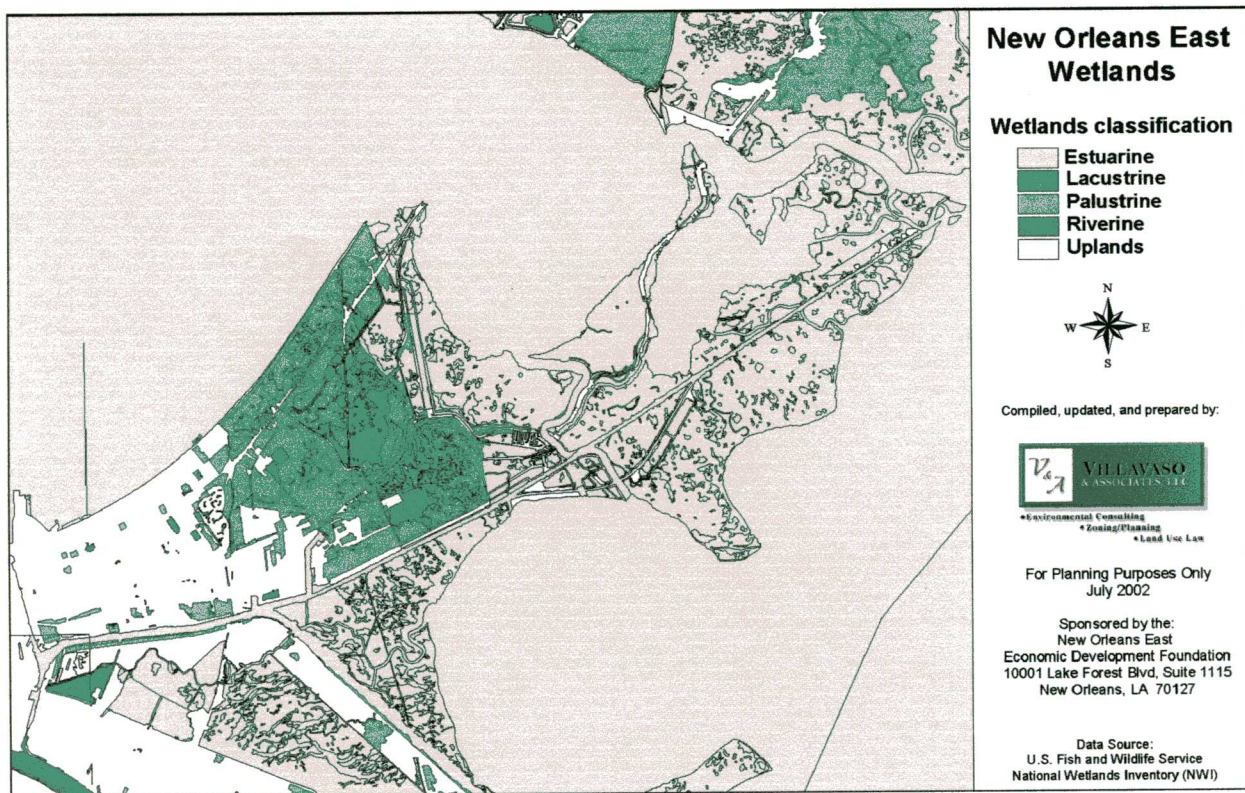 New Orleans East
Wetlands
Wetlands classification
Estuarine
Lacustrine
Palustrine
Riverine
Uplands
N
W E
S
Compiled, updated, and prepared by:
V&A
VILLAVASO
& ASSOCIATES, LLC
•Environmental Consulting
•Zoning/Planning
•Land Use Law
For Planning Purposes Only
July 2002
Sponsored by the:
New Orleans East
Economic Development Foundation
10001 Lake Forest Blvd, Suite 1115
New Orleans, LA 70127
Data Source:
U.S. Fish and Wildlife Service
National Wetlands Inventory (NWI)